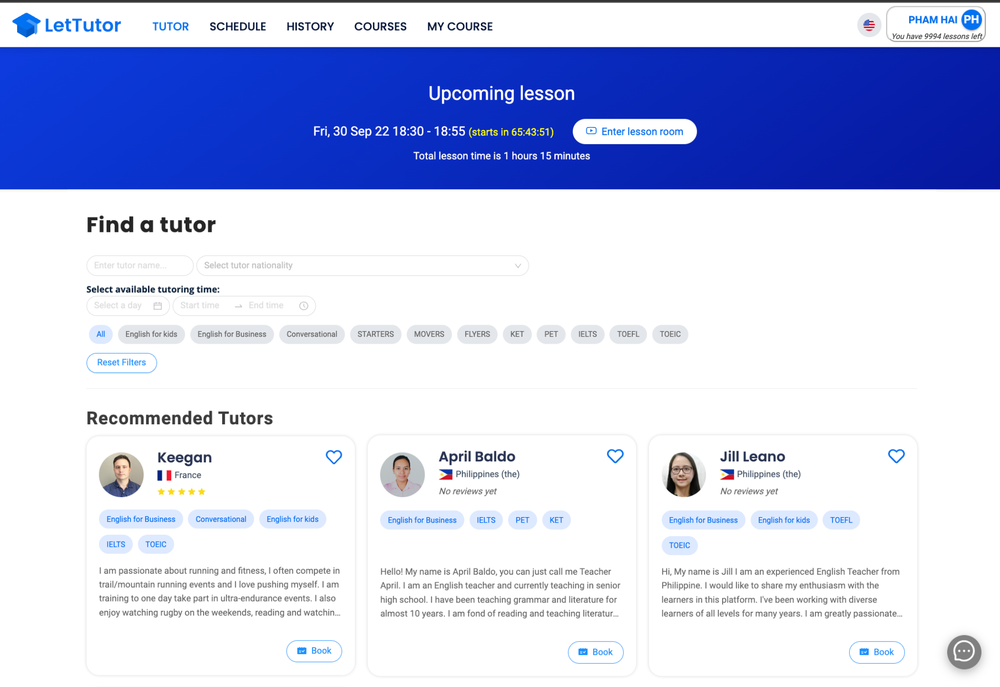 LetTutor
TUTOR
SCHEDULE
HISTORY
COURSES
MY COURSE
PHAM HAI
PH
You have 9994 lessons left
Upcoming lesson
Fri, 30 Sep 22 18:30 - 18:55 (starts in 65:43:51)
Enter lesson room
Total lesson time is 1 hours 15 minutes
Find a tutor
Enter tutor name...
Select tutor nationality
Select available tutoring time:
Select a day
Start time
End time
All
English for kids
English for Business
Conversational
STARTERS
MOVERS
FLYERS
KET
PET
IELTS
TOEFL
TOEIC
Reset Filters
Recommended Tutors
Keegan
France
English for Business
Conversational
English for kids
IELTS
TOEIC
I am passionate about running and fitness, I often compete in
trail/mountain running events and I love pushing myself. I am
training to one day take part in ultra-endurance events. I also
enjoy watching rugby on the weekends, reading and watchin...
Book
April Baldo
Philippines (the)
No reviews yet
English for Business
IELTS
PET
KET
Hello! My name is April Baldo, you can just call me Teacher
April. I am an English teacher and currently teaching in senior
high school. I have been teaching grammar and literature for
almost 10 years. I am fond of reading and teaching literatur...
Book
Jill Leano
Philippines (the)
No reviews yet
English for Business
English for kids
TOEFL
TOEIC
Hi, My name is Jill I am an experienced English Teacher from
Philippine. I would like to share my enthusiasm with the
learners in this platform. I've been working with diverse
learners of all levels for many years. I am greatly passionate...
Book